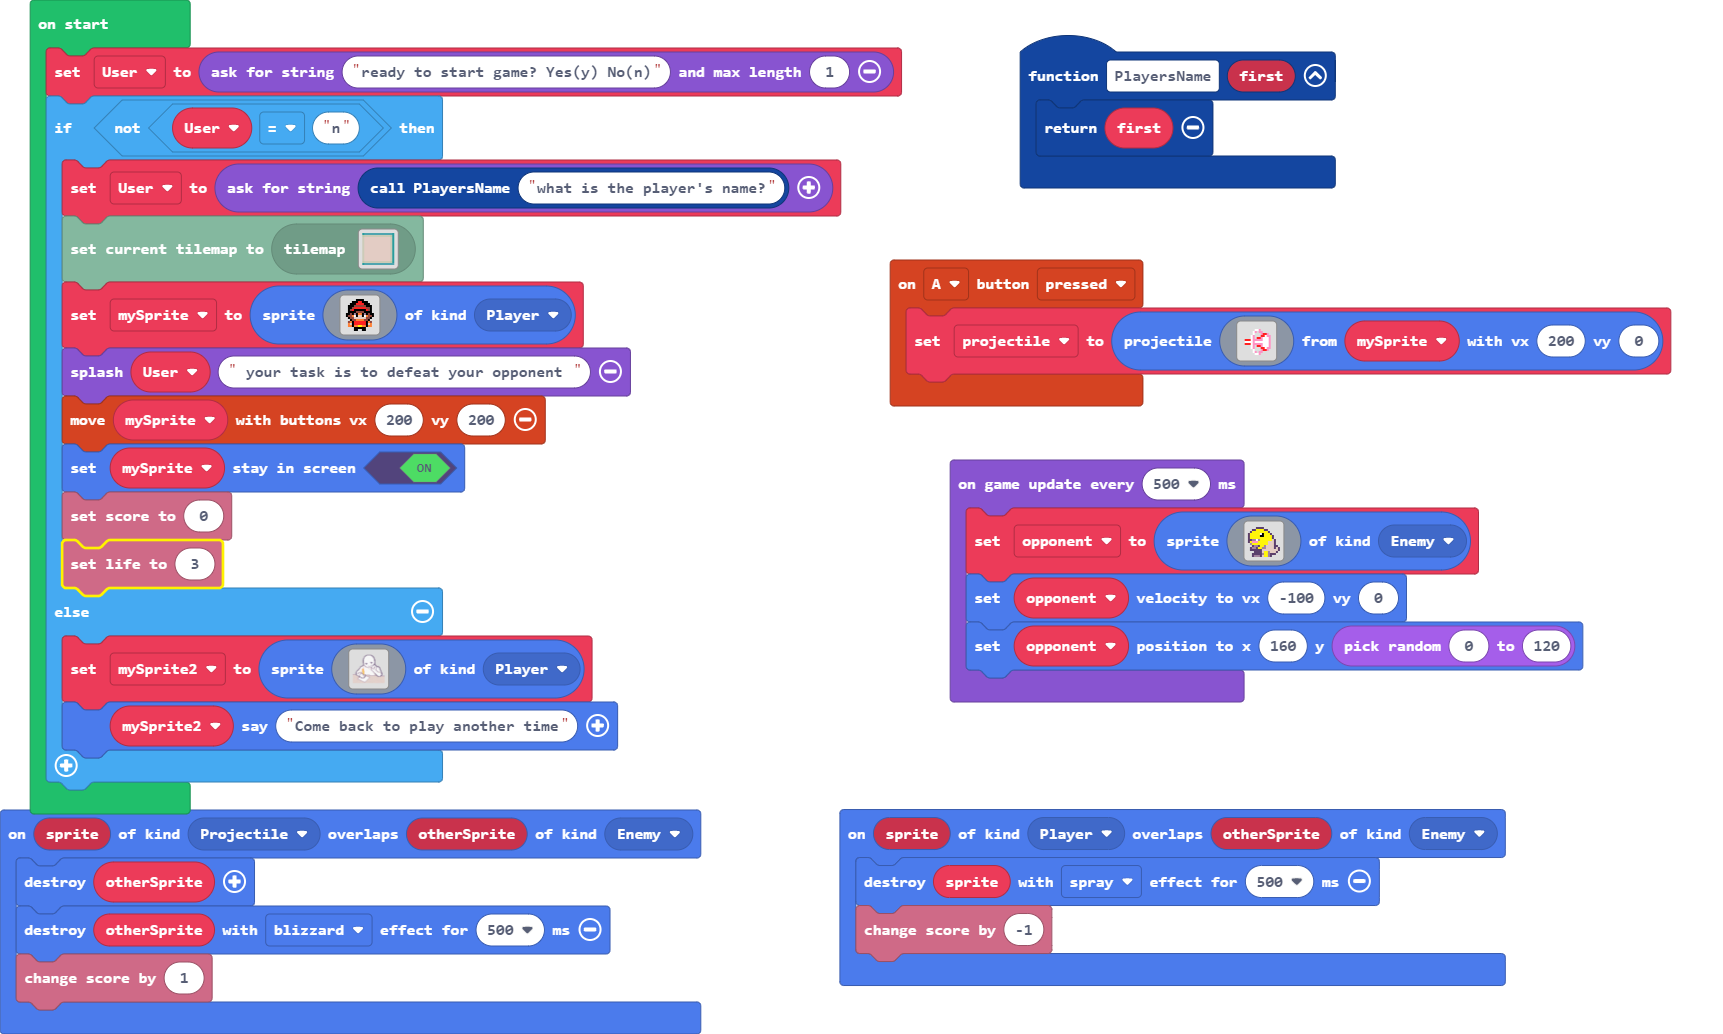 on start
set User to ask for string "ready to start game? Yes(y) No(n)" and max length 1
if not User = "n" then
set User to ask for string call PlayersName "what is the player's name?"
set current tilemap to tilemap
set mySprite to sprite of kind Player
splash User " your task is to defeat your opponent "
move mySprite with buttons vx 200 vy 200
set mySprite stay in screen ON
set score to 0
set life to 3
else
set mySprite2 to sprite of kind Player
mySprite2 say "Come back to play another time"
function PlayersName first
return first
on A button pressed
set projectile to projectile from mySprite with vx 200 vy 0
on game update every 500 ms
set opponent to sprite of kind Enemy
set opponent velocity to vx -100 vy 0
set opponent position to x 160 y pick random 0 to 120
on sprite of kind Projectile overlaps otherSprite of kind Enemy
destroy otherSprite
destroy otherSprite with blizzard effect for 500 ms
change score by 1
on sprite of kind Player overlaps otherSprite of kind Enemy
destroy sprite with spray effect for 500 ms
change score by -1